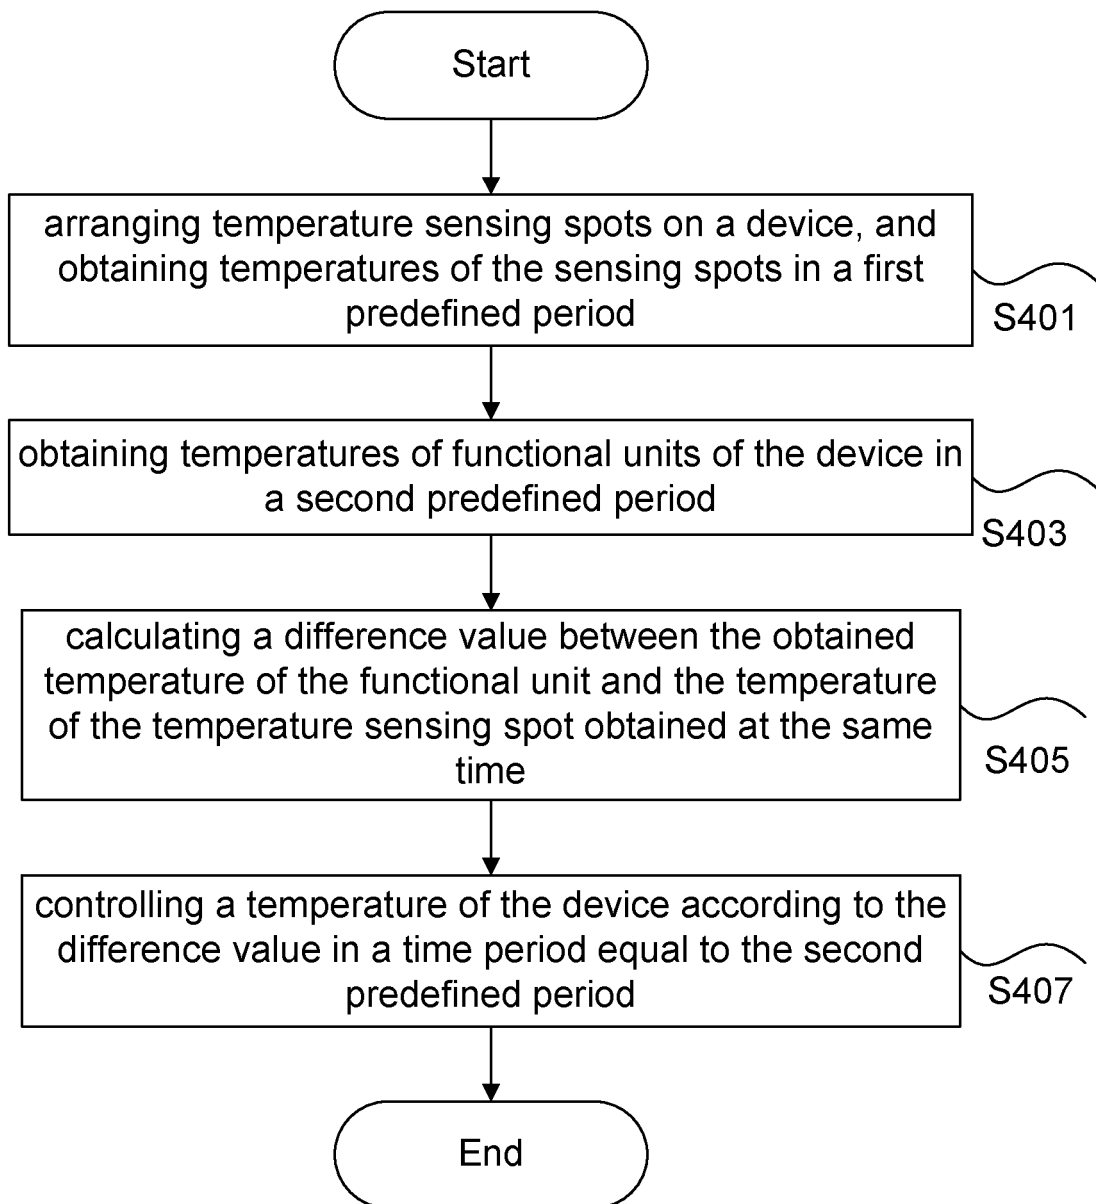 Start
arranging temperature sensing spots on a device, and
obtaining temperatures of the sensing spots in a first
predefined period
S401
obtaining temperatures of functional units of the device in
a second predefined period
S403
calculating a difference value between the obtained
temperature of the functional unit and the temperature
of the temperature sensing spot obtained at the same
time
S405
controlling a temperature of the device according to the
difference value in a time period equal to the second
predefined period
S407
End